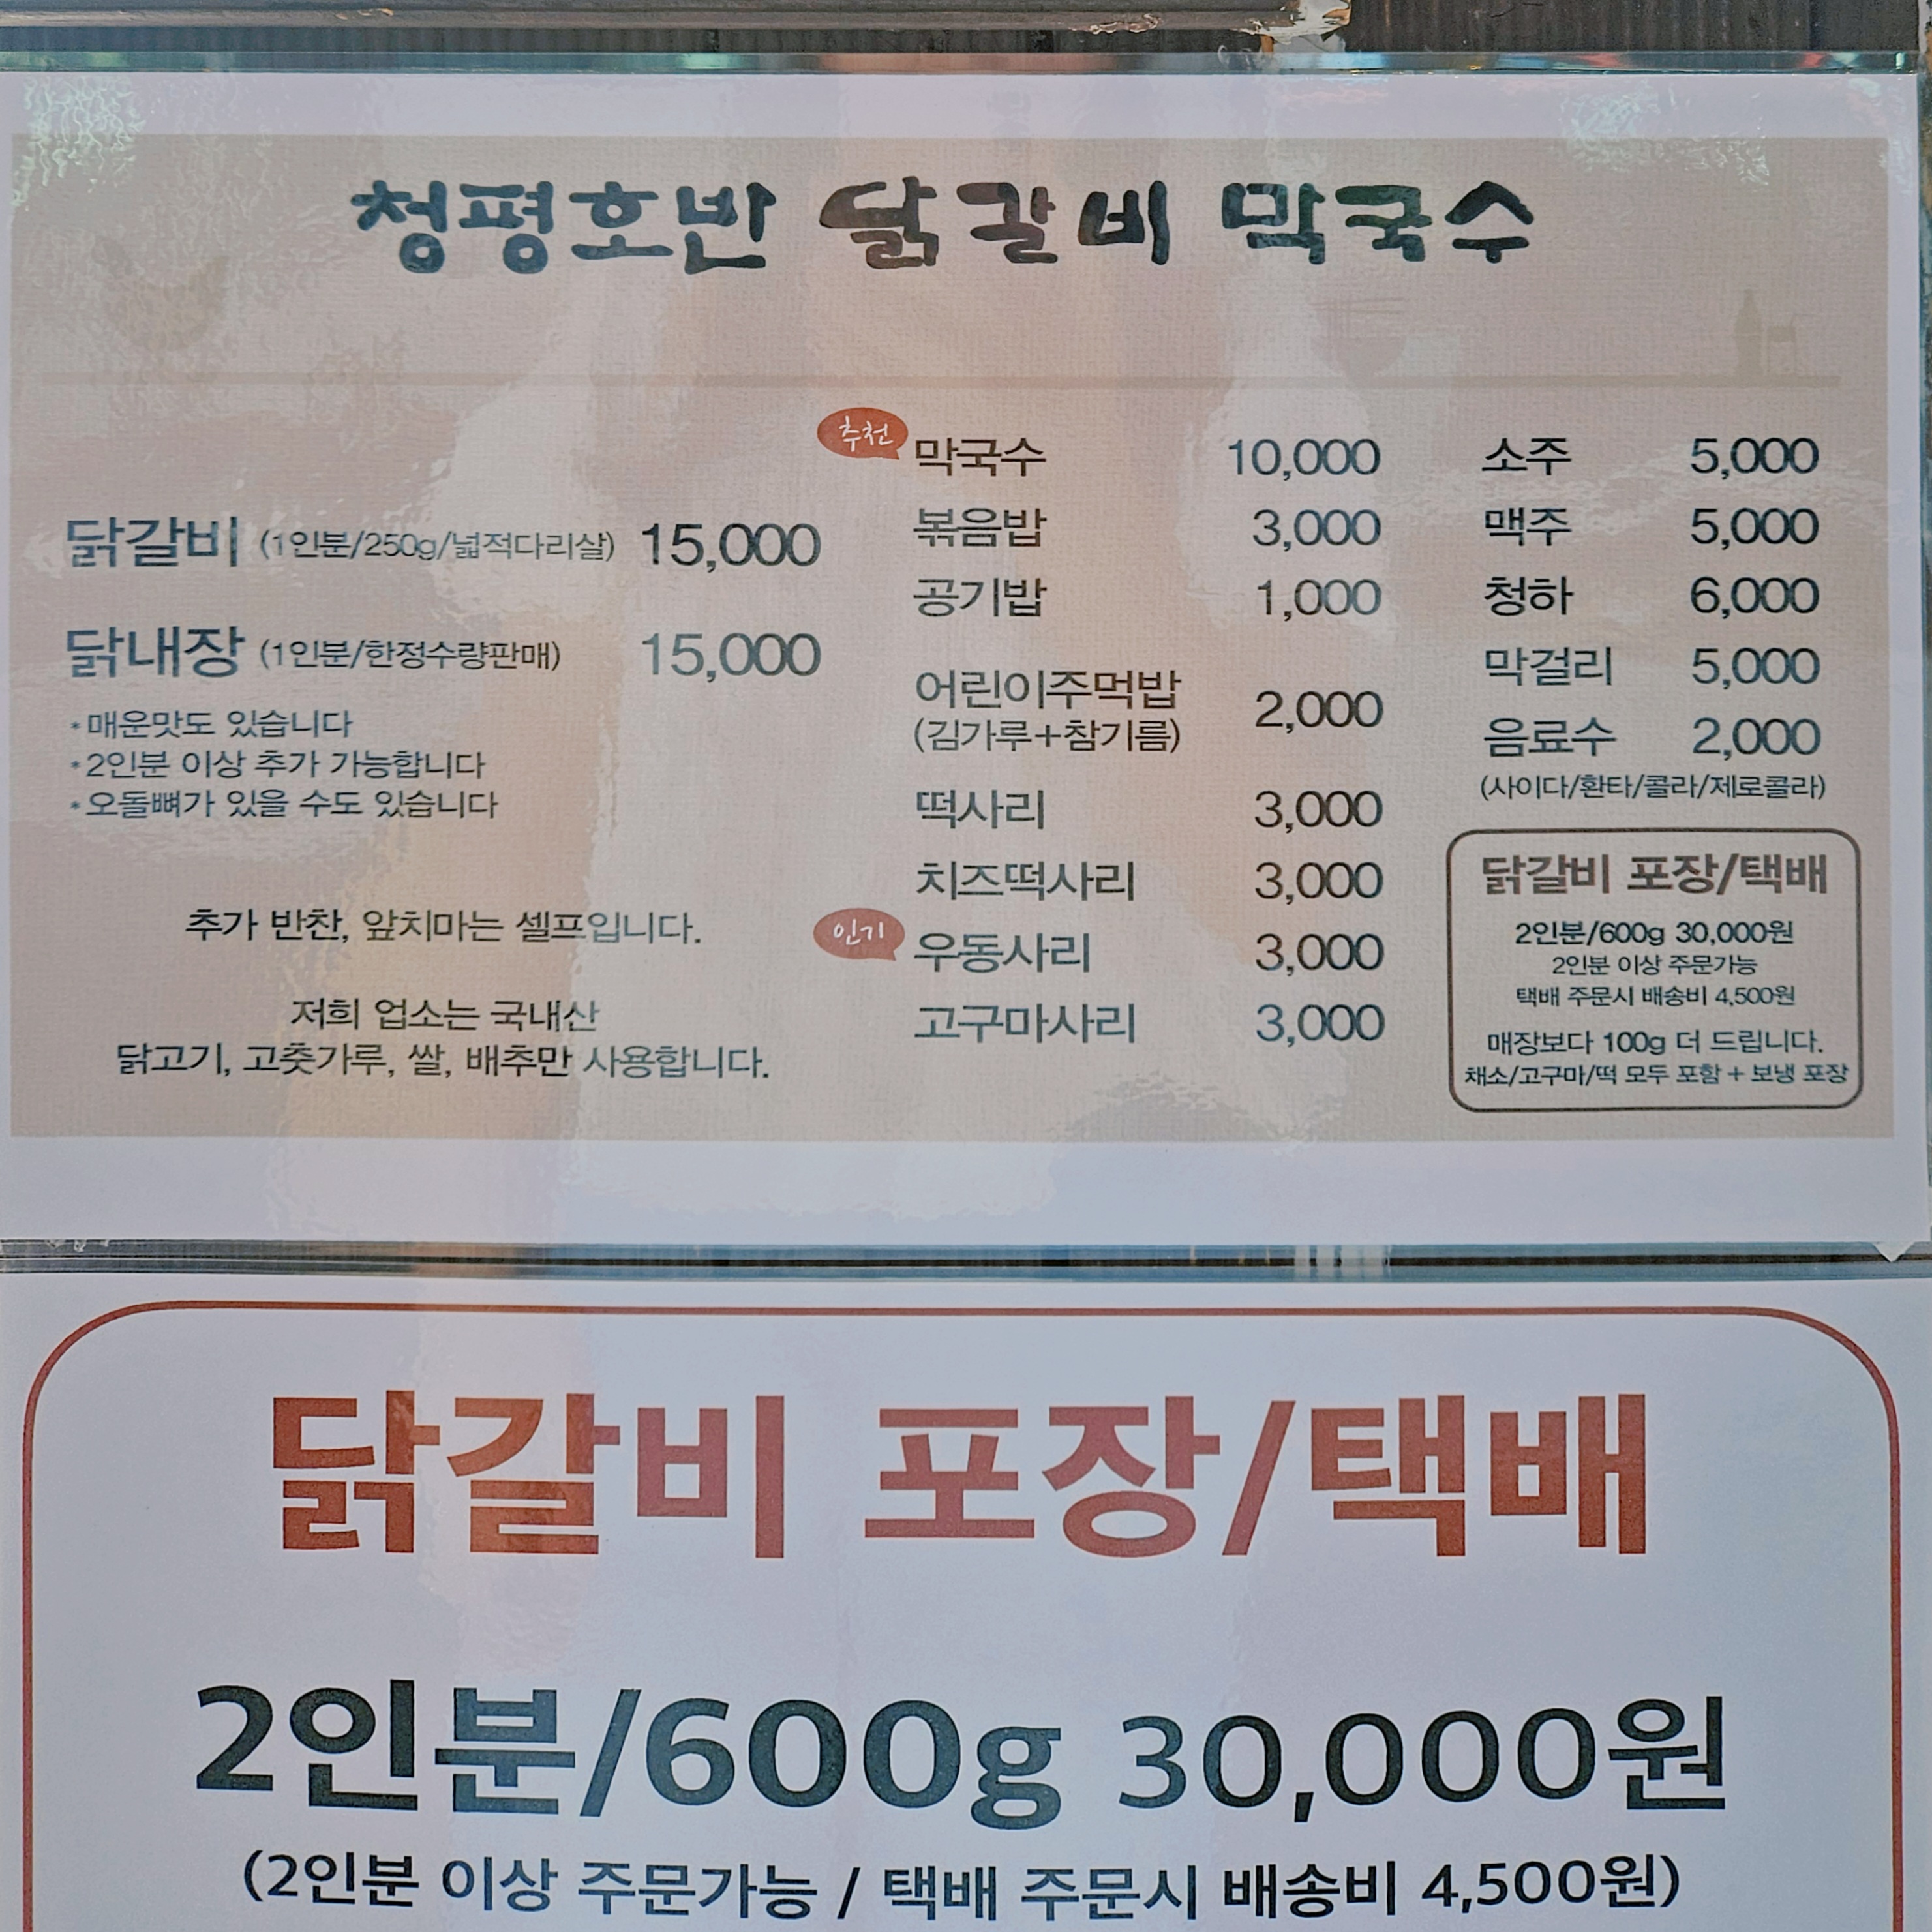 청평호반 닭갈비 막국수
닭갈비 (1인분/250g/넓적다리살) 15,000
닭내장 (1인분/한정수량판매) 15,000
*매운맛도 있습니다
*2인분 이상 추가 가능합니다
*오돌뼈가 있을 수도 있습니다
추가 반찬, 앞치마는 셀프입니다.
저희 업소는 국내산
닭고기, 고춧가루, 쌀, 배추만 사용합니다.
추천
막국수 10,000
볶음밥 3,000
공기밥 1,000
어린이주먹밥 2,000
(김가루+참기름)
떡사리 3,000
치즈떡사리 3,000
인기
우동사리 3,000
고구마사리 3,000
소주 5,000
맥주 5,000
청하 6,000
막걸리 5,000
음료수 2,000
(사이다/환타/콜라/제로콜라)
닭갈비 포장/택배
2인분/600g 30,000원
2인분 이상 주문가능
택배 주문시 배송비 4,500원
매장보다 100g 더 드립니다.
채소/고구마/떡 모두 포함 + 보냉 포장
닭갈비 포장/택배
2인분/600g 30,000원
(2인분 이상 주문가능 / 택배 주문시 배송비 4,500원)